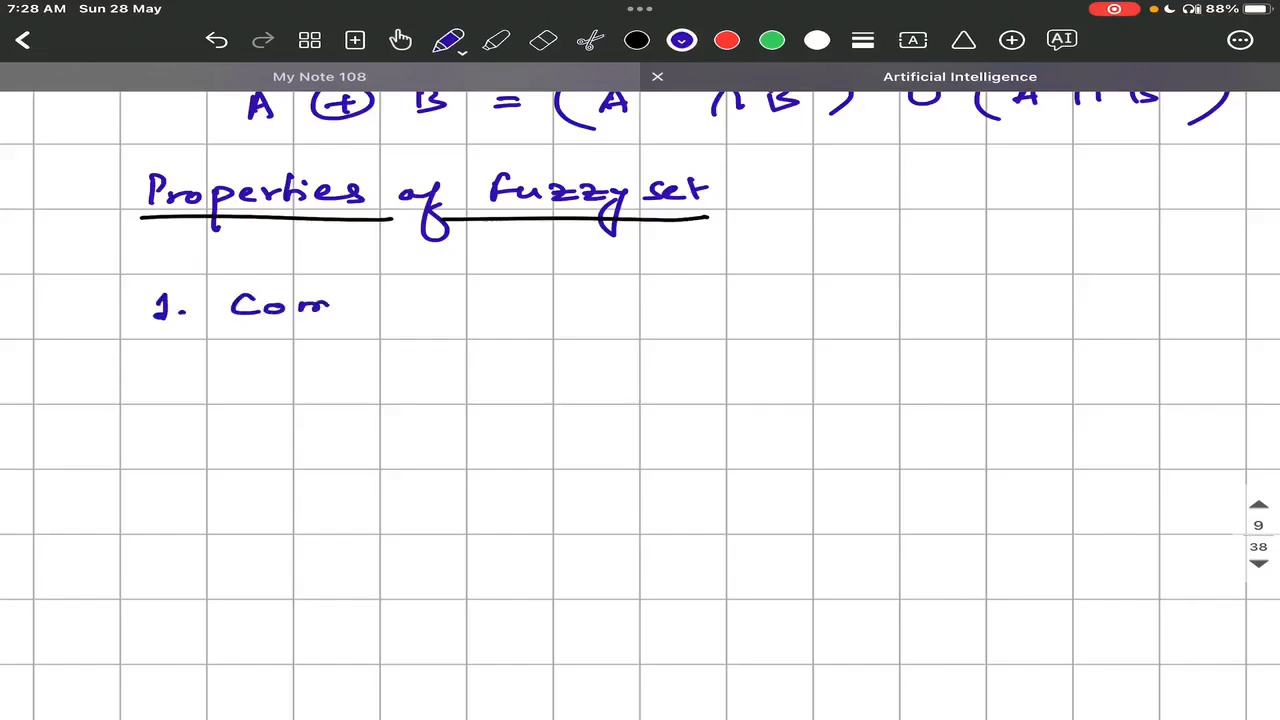 7:28 AM Sun 28 May 88%
My Note 108 Artificial Intelligence
A (+) B = (A ∩ B) ∪ (A ∩ B)
Properties of fuzzy set
1. Com
9
38